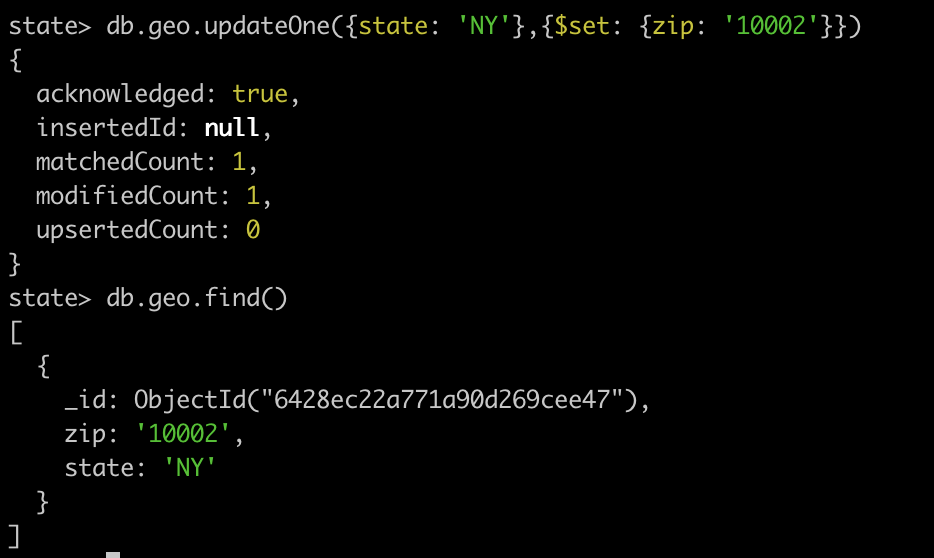 state> db.geo.updateOne({state: 'NY'},{$set: {zip: '10002'}})
{
  acknowledged: true,
  insertedId: null,
  matchedCount: 1,
  modifiedCount: 1,
  upsertedCount: 0
}
state> db.geo.find()
[
  {
    _id: ObjectId("6428ec22a771a90d269cee47"),
    zip: '10002',
    state: 'NY'
  }
]